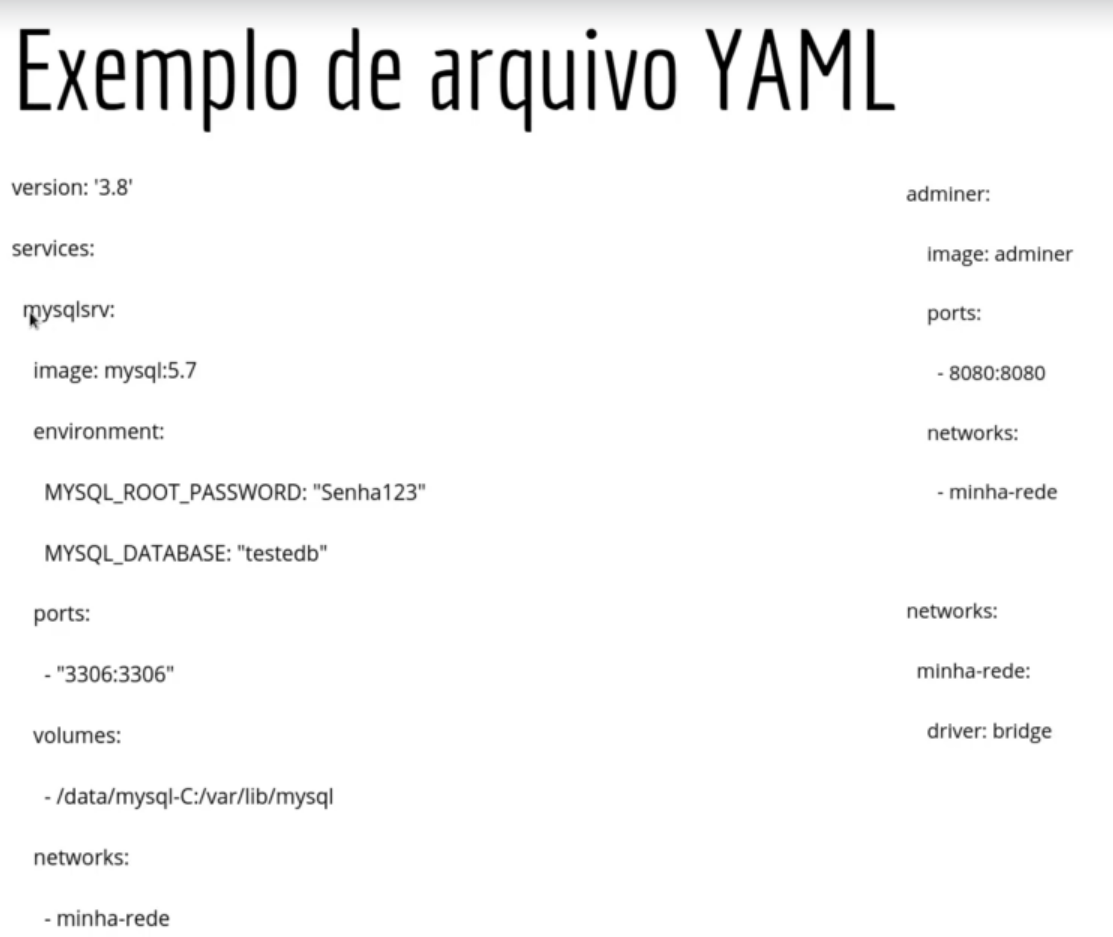 Exemplo de arquivo YAML
version: '3.8'
services:
mysqlsrv:
image: mysql:5.7
environment:
MYSQL_ROOT_PASSWORD: "Senha123"
MYSQL_DATABASE: "testedb"
ports:
- "3306:3306"
volumes:
- /data/mysql-C:/var/lib/mysql
networks:
- minha-rede
adminer:
image: adminer
ports:
- 8080:8080
networks:
- minha-rede
networks:
minha-rede:
driver: bridge